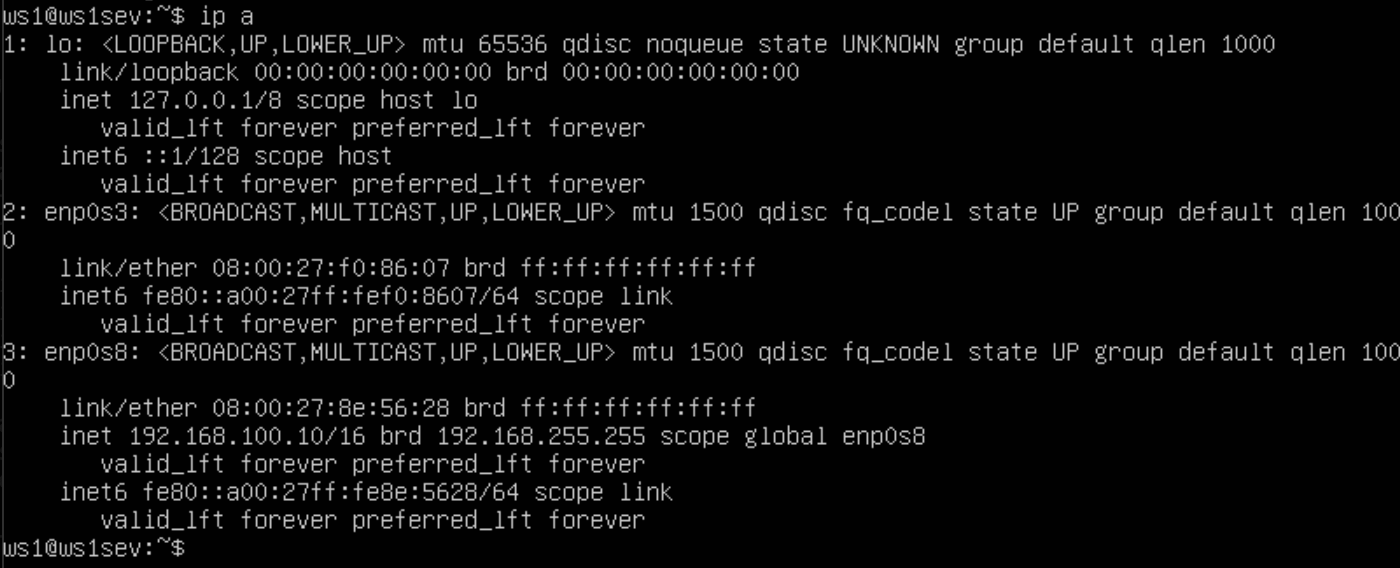 ws1@ws1sev:~$ ip a
1: lo: <LOOPBACK,UP,LOWER_UP> mtu 65536 qdisc noqueue state UNKNOWN group default qlen 1000
    link/loopback 00:00:00:00:00:00 brd 00:00:00:00:00:00
    inet 127.0.0.1/8 scope host lo
       valid_lft forever preferred_lft forever
    inet6 ::1/128 scope host
       valid_lft forever preferred_lft forever
2: enp0s3: <BROADCAST,MULTICAST,UP,LOWER_UP> mtu 1500 qdisc fq_codel state UP group default qlen 100
0
    link/ether 08:00:27:f0:86:07 brd ff:ff:ff:ff:ff:ff
    inet6 fe80::a00:27ff:fef0:8607/64 scope link
       valid_lft forever preferred_lft forever
3: enp0s8: <BROADCAST,MULTICAST,UP,LOWER_UP> mtu 1500 qdisc fq_codel state UP group default qlen 100
0
    link/ether 08:00:27:8e:56:28 brd ff:ff:ff:ff:ff:ff
    inet 192.168.100.10/16 brd 192.168.255.255 scope global enp0s8
       valid_lft forever preferred_lft forever
    inet6 fe80::a00:27ff:fe8e:5628/64 scope link
       valid_lft forever preferred_lft forever
ws1@ws1sev:~$